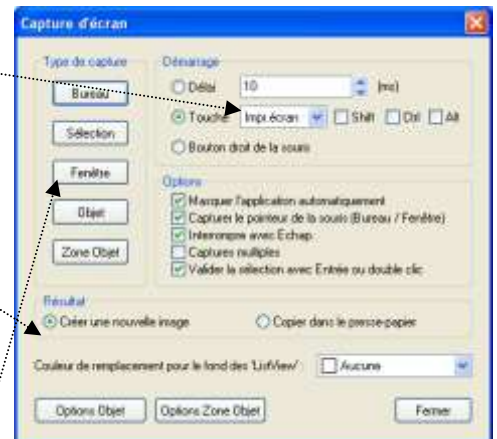 Capture d'écran
Type de capture
Bureau
Sélection
Fenêtre
Objet
Zone Objet
Démarrage
Délai 10 (ms)
Touche Impr.écran Shift Ctrl Alt
Bouton droit de la souris
Options
Masquer l'application automatiquement
Capturer le pointeur de la souris (Bureau / Fenêtre)
Interrompre avec Echap
Captures multiples
Valider la sélection avec Entrée ou double clic
Résultat
Créer une nouvelle image
Copier dans le presse-papier
Couleur de remplacement pour le fond des 'ListView' : Aucune
Options Objet
Options Zone Objet
Fermer